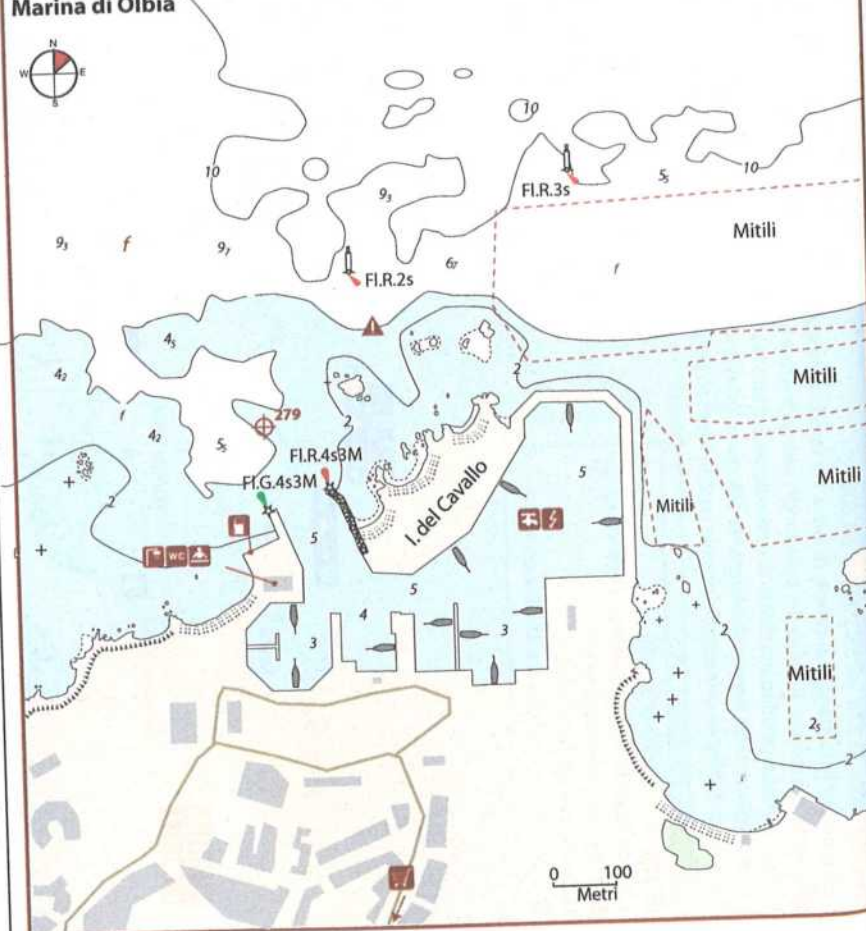 Marina di Olbia
N
W E
S
10
10
Fl.R.3s
5₅
10
9₃
Mitili
9₃
f
9₇
6₇
f
Fl.R.2s
4₅
2
4₂
Mitili
f
279
4₂
5₅
2
Fl.R.4s3M
I. del Cavallo
5
Mitili
Fl.G.4s3M
2
Mitili
WC
5
5
4
3
3
2
Mitili
2₅
2
f
0 100
Metri